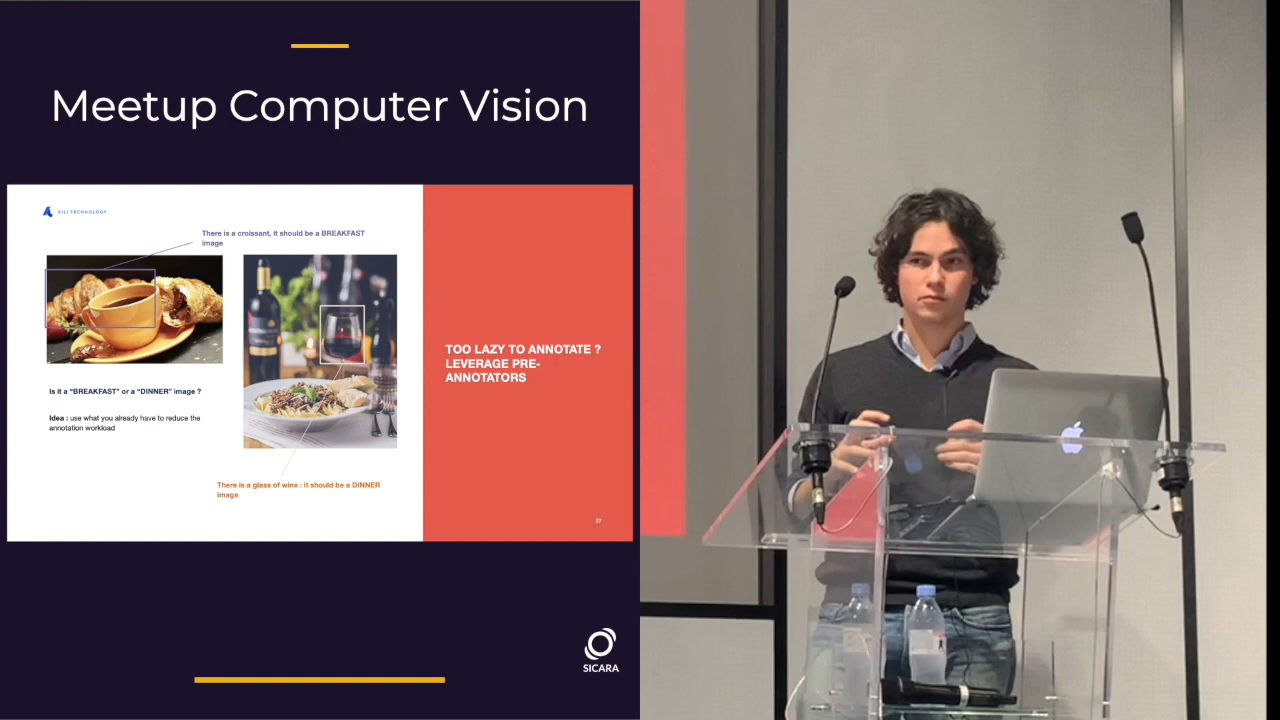 Meetup Computer Vision
KILI TECHNOLOGY
There is a croissant, it should be a BREAKFAST
image
Is it a “BREAKFAST” or a “DINNER” image ?
Idea : use what you already have to reduce the
annotation workload
There is a glass of wine : it should be a DINNER
image
TOO LAZY TO ANNOTATE ?
LEVERAGE PRE-
ANNOTATORS
27
SICARA